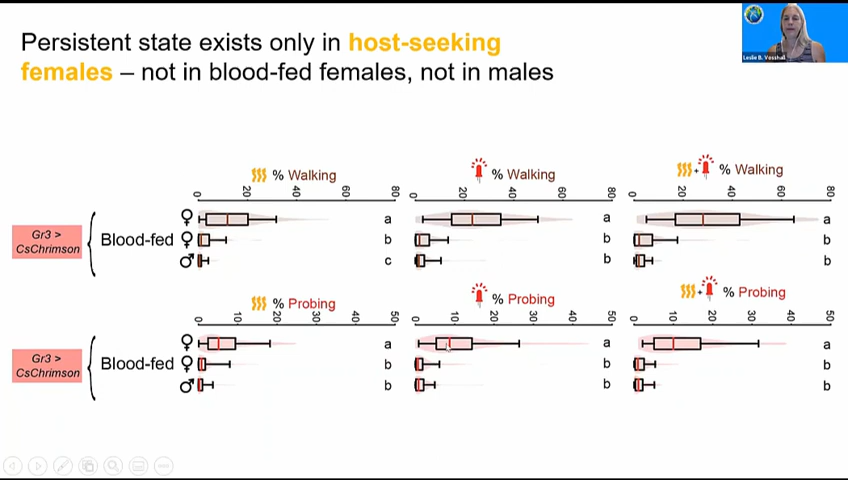 Persistent state exists only in host-seeking
females – not in blood-fed females, not in males
Leslie B. Vosshall
% Walking
% Walking
+ % Walking
0 20 40 60 80
0 20 40 60 80
0 20 40 60 80
Gr3 >
CsChrimson
♀ a a a
Blood-fed ♀ b b b
♂ c b b
% Probing
% Probing
+ % Probing
0 10 20 30 40 50
0 10 20 30 40 50
0 10 20 30 40 50
Gr3 >
CsChrimson
♀ a a a
Blood-fed ♀ b b b
♂ b b b